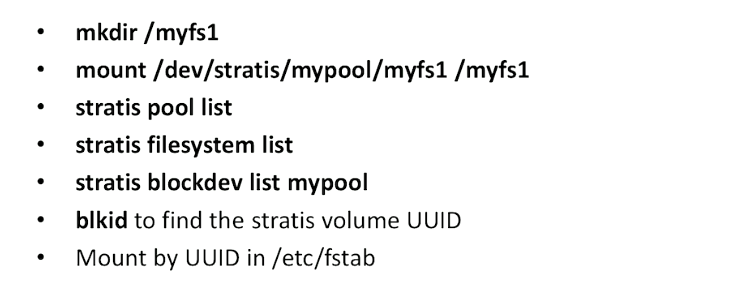 • mkdir /myfs1
• mount /dev/stratis/mypool/myfs1 /myfs1
• stratis pool list
• stratis filesystem list
• stratis blockdev list mypool
• blkid to find the stratis volume UUID
• Mount by UUID in /etc/fstab